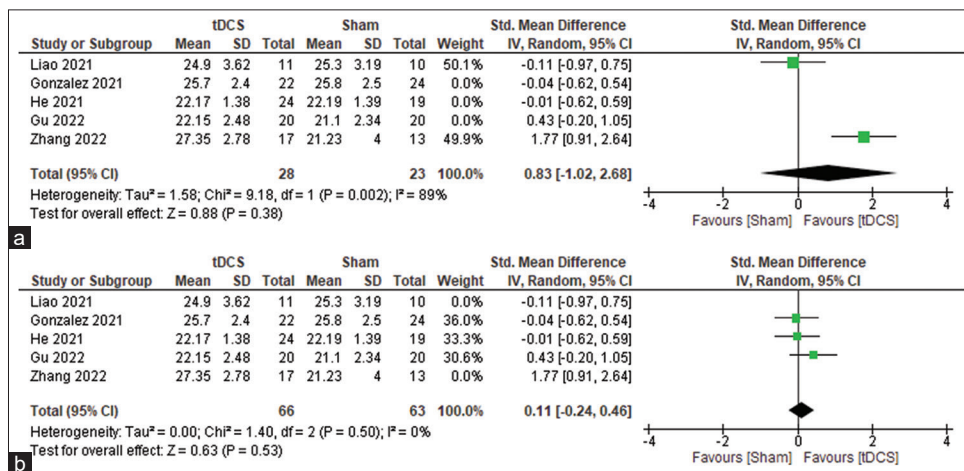 tDCS Sham Std. Mean Difference Std. Mean Difference
Study or Subgroup Mean SD Total Mean SD Total Weight IV, Random, 95% CI IV, Random, 95% CI
Liao 2021 24.9 3.62 11 25.3 3.19 10 50.1% -0.11 [-0.97, 0.75]
Gonzalez 2021 25.7 2.4 22 25.8 2.5 24 0.0% -0.04 [-0.62, 0.54]
He 2021 22.17 1.38 24 22.19 1.39 19 0.0% -0.01 [-0.62, 0.59]
Gu 2022 22.15 2.48 20 21.1 2.34 20 0.0% 0.43 [-0.20, 1.05]
Zhang 2022 27.35 2.78 17 21.23 4 13 49.9% 1.77 [0.91, 2.64]
Total (95% CI) 28 23 100.0% 0.83 [-1.02, 2.68]
Heterogeneity: Tau² = 1.58; Chi² = 9.18, df = 1 (P = 0.002); I² = 89%
Test for overall effect: Z = 0.88 (P = 0.38)
-4 -2 0 2 4
Favours [Sham] Favours [tDCS]
a
tDCS Sham Std. Mean Difference Std. Mean Difference
Study or Subgroup Mean SD Total Mean SD Total Weight IV, Random, 95% CI IV, Random, 95% CI
Liao 2021 24.9 3.62 11 25.3 3.19 10 0.0% -0.11 [-0.97, 0.75]
Gonzalez 2021 25.7 2.4 22 25.8 2.5 24 36.0% -0.04 [-0.62, 0.54]
He 2021 22.17 1.38 24 22.19 1.39 19 33.3% -0.01 [-0.62, 0.59]
Gu 2022 22.15 2.48 20 21.1 2.34 20 30.6% 0.43 [-0.20, 1.05]
Zhang 2022 27.35 2.78 17 21.23 4 13 0.0% 1.77 [0.91, 2.64]
Total (95% CI) 66 63 100.0% 0.11 [-0.24, 0.46]
Heterogeneity: Tau² = 0.00; Chi² = 1.40, df = 2 (P = 0.50); I² = 0%
Test for overall effect: Z = 0.63 (P = 0.53)
-4 -2 0 2 4
Favours [Sham] Favours [tDCS]
b